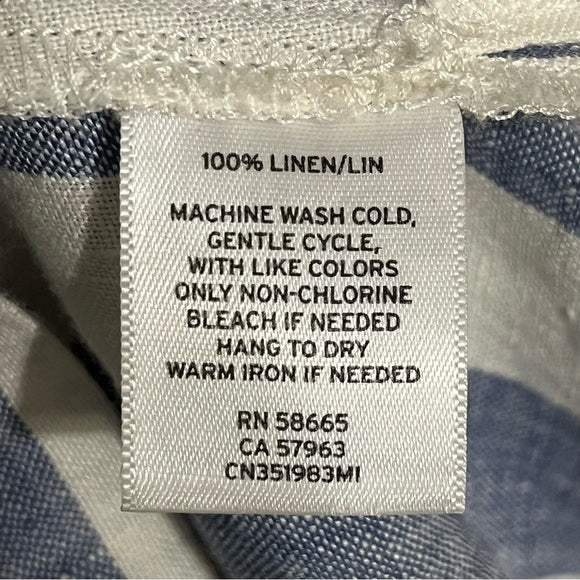 100% LINEN/LIN
MACHINE WASH COLD,
GENTLE CYCLE,
WITH LIKE COLORS
ONLY NON-CHLORINE
BLEACH IF NEEDED
HANG TO DRY
WARM IRON IF NEEDED
RN 58665
CA 57963
CN351983MI